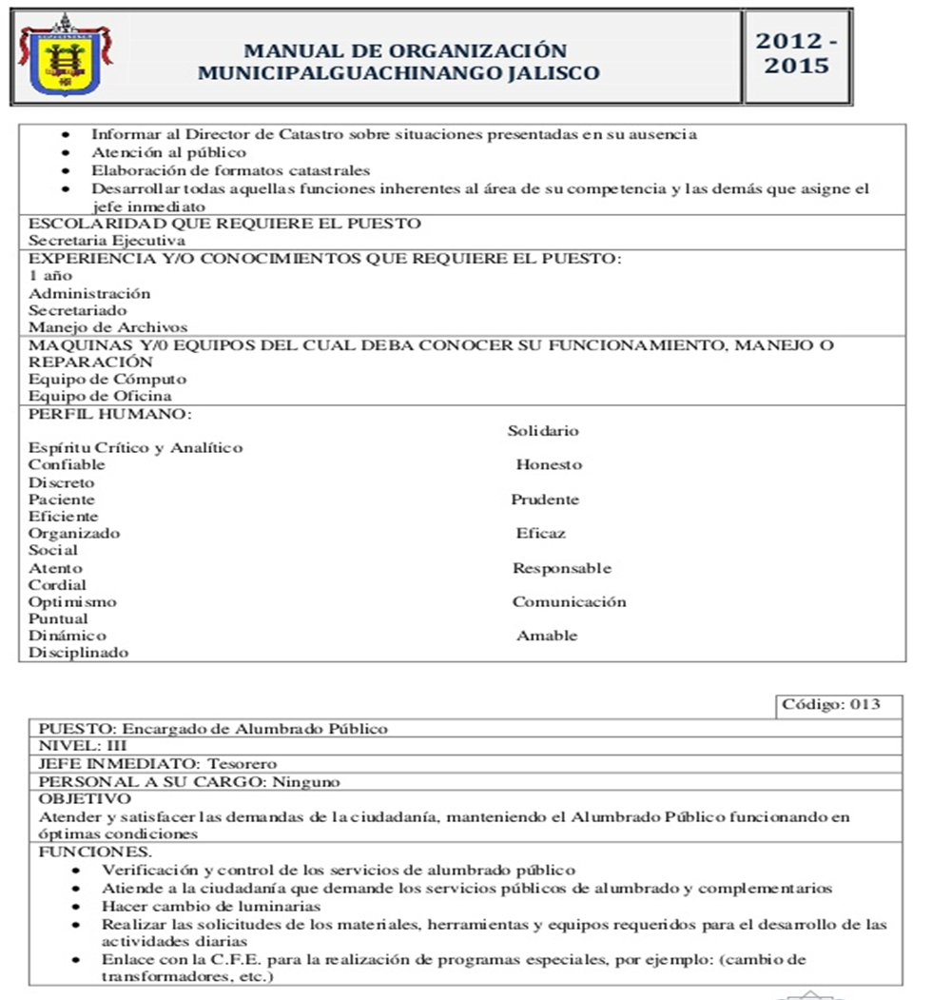 MANUAL DE ORGANIZACIÓN
MUNICIPALGUACHINANGO JALISCO
2012 -
2015
• Informar al Director de Catastro sobre situaciones presentadas en su ausencia
• Atención al público
• Elaboración de formatos catastrales
• Desarrollar todas aquellas funciones inherentes al área de su competencia y las demás que asigne el
jefe inmediato
ESCOLARIDAD QUE REQUIERE EL PUESTO
Secretaria Ejecutiva
EXPERIENCIA Y/O CONOCIMIENTOS QUE REQUIERE EL PUESTO:
1 año
Administración
Secretariado
Manejo de Archivos
MAQUINAS Y/0 EQUIPOS DEL CUAL DEBA CONOCER SU FUNCIONAMIENTO, MANEJO O
REPARACIÓN
Equipo de Cómputo
Equipo de Oficina
PERFIL HUMANO:
Solidario
Espíritu Crítico y Analítico
Confiable Honesto
Discreto
Paciente Prudente
Eficiente
Organizado Eficaz
Social
Atento Responsable
Cordial
Optimismo Comunicación
Puntual
Dinámico Amable
Disciplinado
Código: 013
PUESTO: Encargado de Alumbrado Público
NIVEL: III
JEFE INMEDIATO: Tesorero
PERSONAL A SU CARGO: Ninguno
OBJETIVO
Atender y satisfacer las demandas de la ciudadanía, manteniendo el Alumbrado Público funcionando en
óptimas condiciones
FUNCIONES.
• Verificación y control de los servicios de alumbrado público
• Atiende a la ciudadanía que demande los servicios públicos de alumbrado y complementarios
• Hacer cambio de luminarias
• Realizar las solicitudes de los materiales, herramientas y equipos requeridos para el desarrollo de las
actividades diarias
• Enlace con la C.F.E. para la realización de programas especiales, por ejemplo: (cambio de
transformadores, etc.)